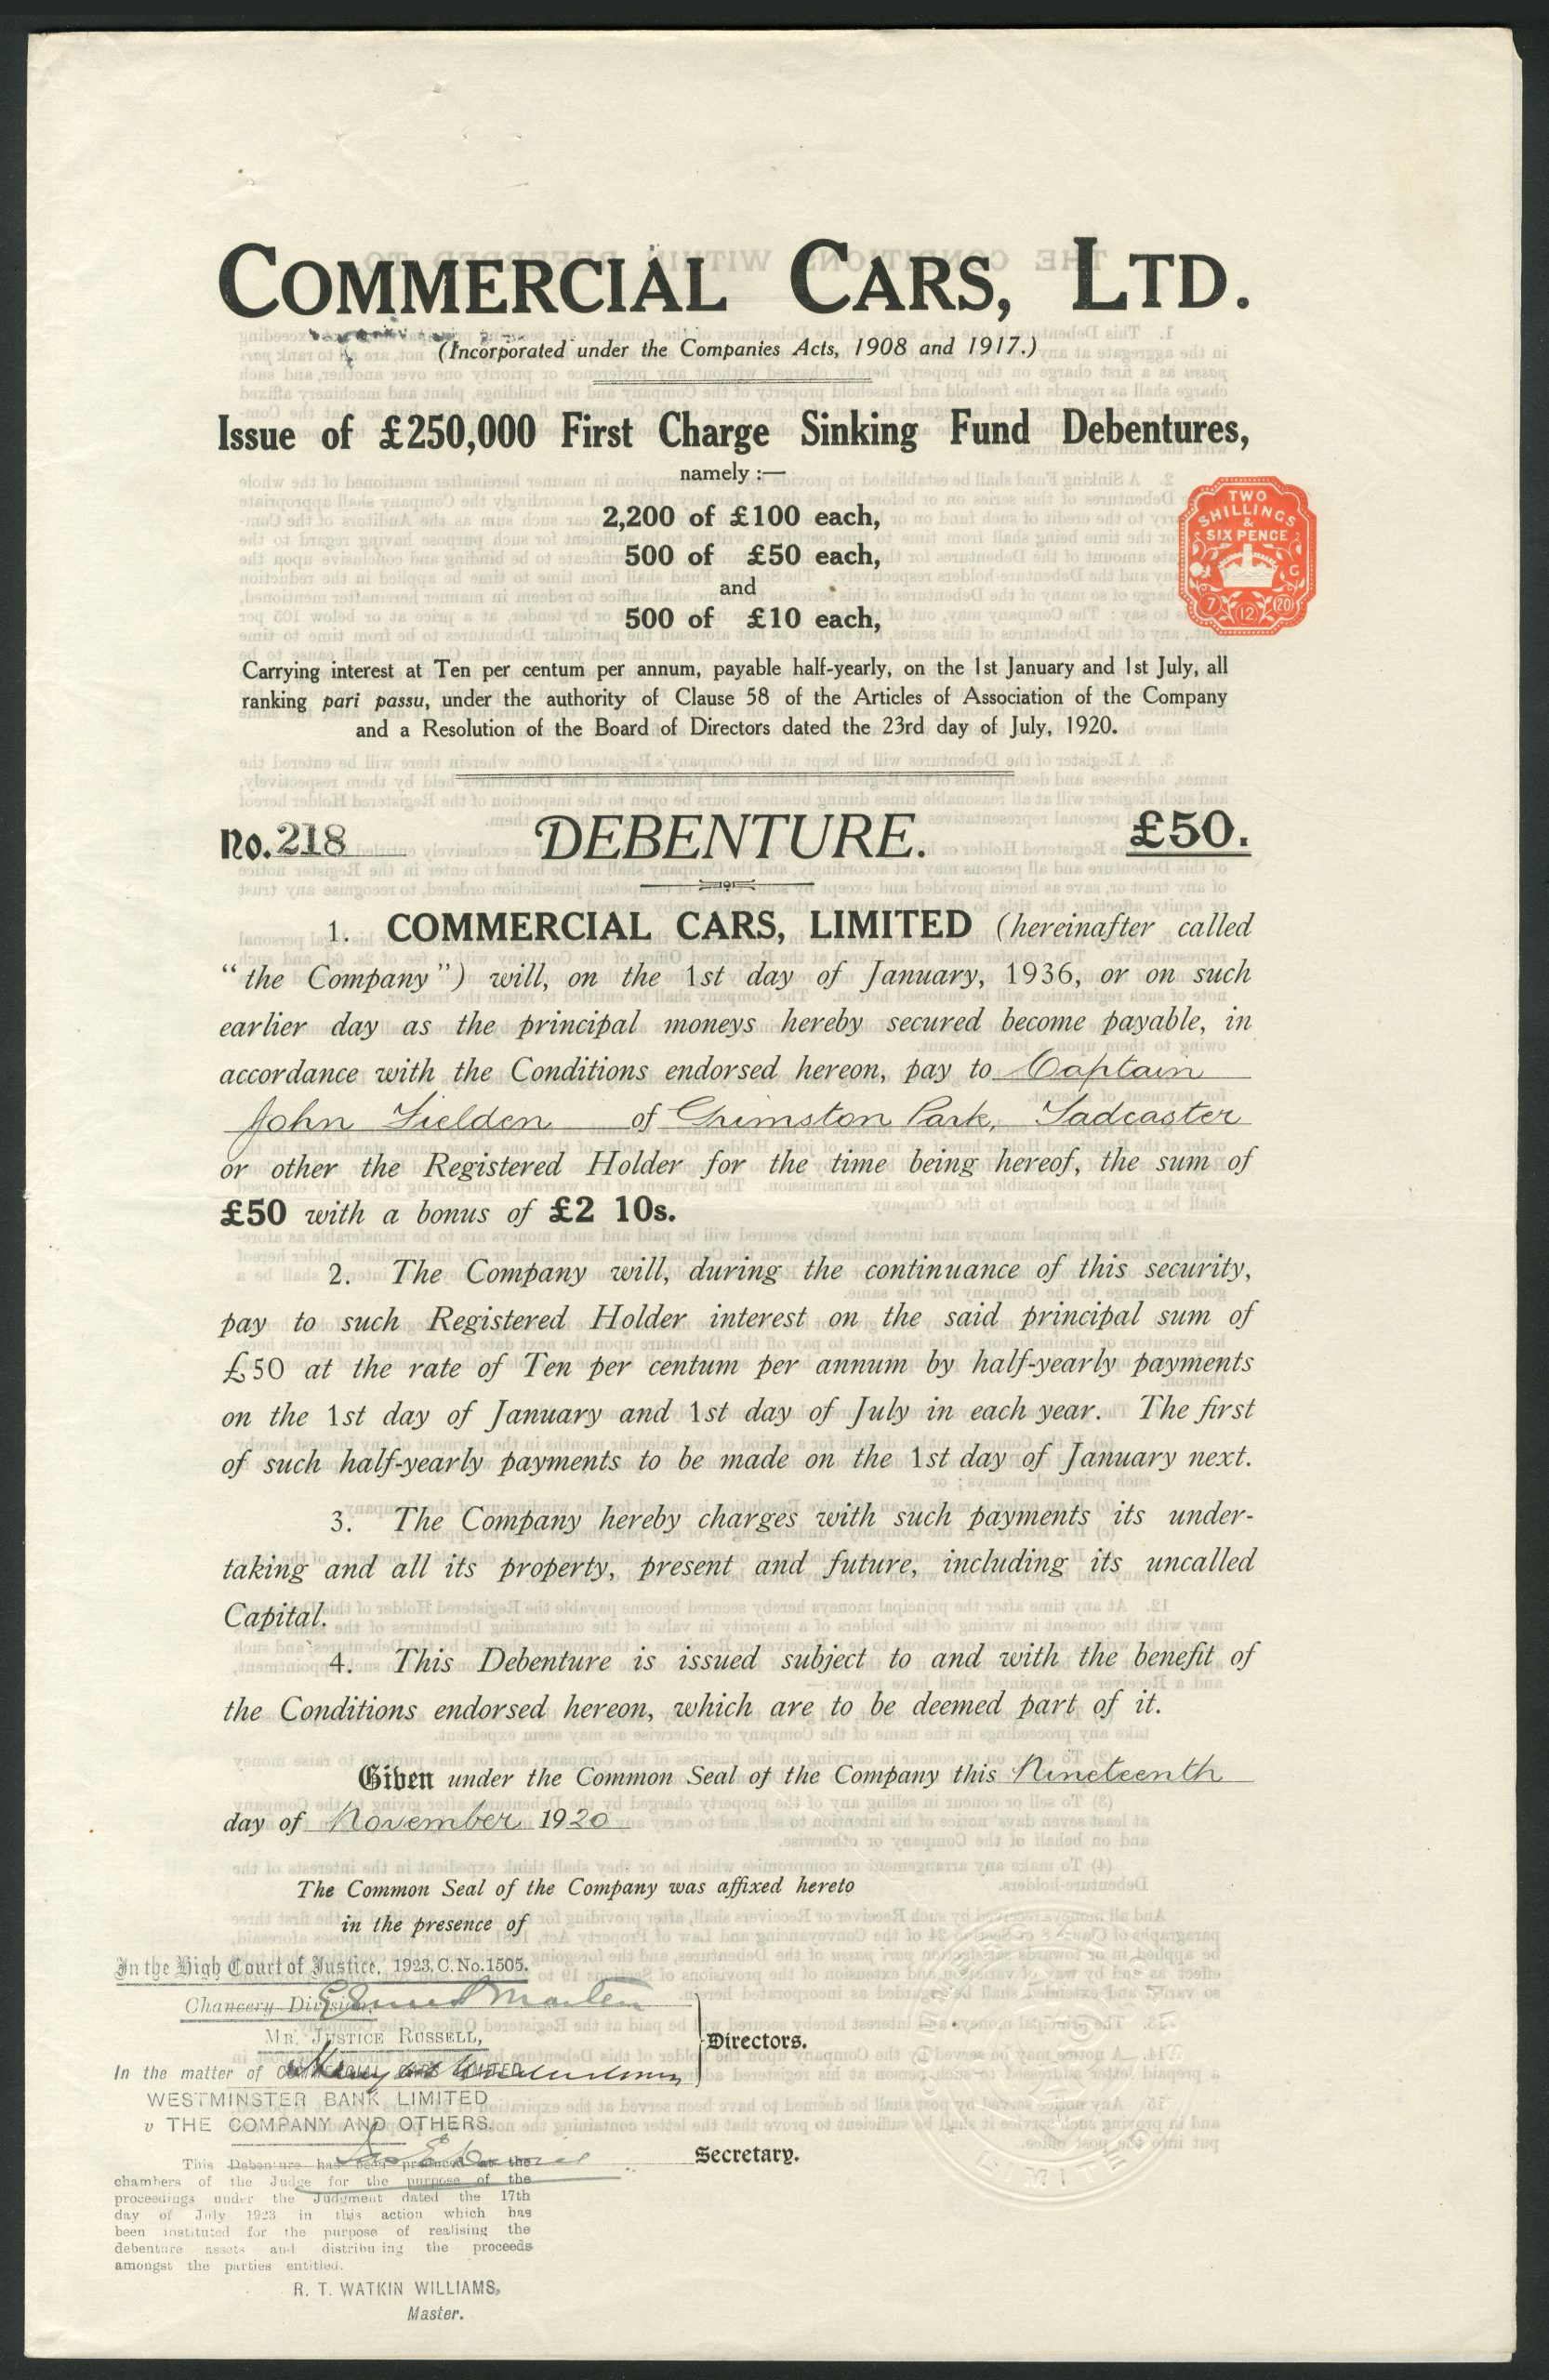 COMMERCIAL CARS, LTD.
(Incorporated under the Companies Acts, 1908 and 1917.)
Issue of £250,000 First Charge Sinking Fund Debentures,
namely :—
2,200 of £100 each,
500 of £50 each,
and
500 of £10 each,
TWO
SHILLINGS
&
SIX PENCE
7 12 20
Carrying interest at Ten per centum per annum, payable half-yearly, on the 1st January and 1st July, all
ranking pari passu, under the authority of Clause 58 of the Articles of Association of the Company
and a Resolution of the Board of Directors dated the 23rd day of July, 1920.
No. 218 DEBENTURE. £50.
1. COMMERCIAL CARS, LIMITED (hereinafter called
“the Company”) will, on the 1st day of January, 1936, or on such
earlier day as the principal moneys hereby secured become payable, in
accordance with the Conditions endorsed hereon, pay to Captain
John Fielden of Grimston Park, Tadcaster
or other the Registered Holder for the time being hereof, the sum of
£50 with a bonus of £2 10s.
2. The Company will, during the continuance of this security,
pay to such Registered Holder interest on the said principal sum of
£50 at the rate of Ten per centum per annum by half-yearly payments
on the 1st day of January and 1st day of July in each year. The first
of such half-yearly payments to be made on the 1st day of January next.
3. The Company hereby charges with such payments its under-
taking and all its property, present and future, including its uncalled
Capital.
4. This Debenture is issued subject to and with the benefit of
the Conditions endorsed hereon, which are to be deemed part of it.
Given under the Common Seal of the Company this Nineteenth
day of November 1920
The Common Seal of the Company was affixed hereto
in the presence of
In the High Court of Justice. 1923. C. No. 1505.
Chancery Division.
MR. JUSTICE RUSSELL,
Directors.
In the matter of COMMERCIAL CARS LIMITED
WESTMINSTER BANK LIMITED
v THE COMPANY AND OTHERS.
Secretary.
This Debenture has been produced at the
chambers of the Judge for the purpose of the
proceedings under the Judgment dated the 17th
day of July 1923 in this action which has
been instituted for the purpose of realising the
debenture assets and distribu ing the proceeds
amongst the parties entitled.
R. T. WATKIN WILLIAMS,
Master.